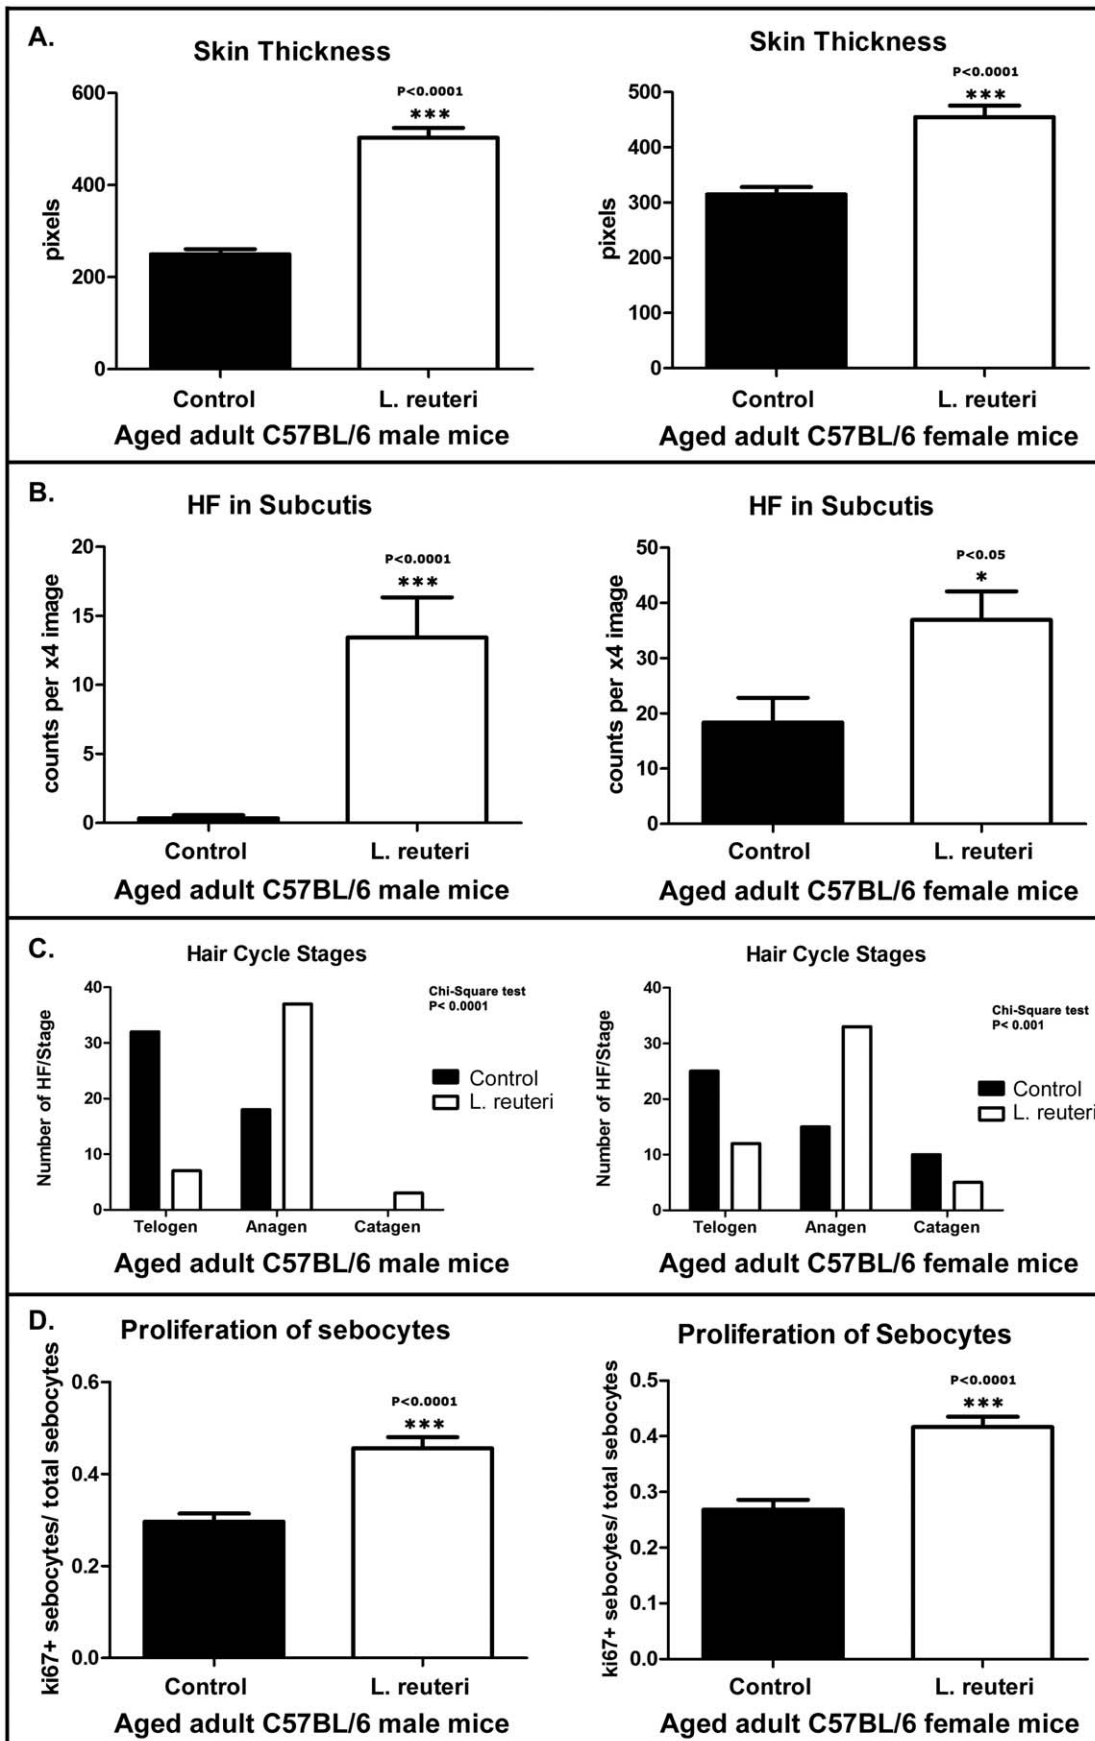 A.
Skin Thickness
P<0.0001
***
600
400
200
0
pixels
Control
L. reuteri
Aged adult C57BL/6 male mice
Skin Thickness
P<0.0001
***
500
400
300
200
100
0
pixels
Control
L. reuteri
Aged adult C57BL/6 female mice
B.
HF in Subcutis
P<0.0001
***
20
15
10
5
0
counts per x4 image
Control
L. reuteri
Aged adult C57BL/6 male mice
HF in Subcutis
P<0.05
*
50
40
30
20
10
0
counts per x4 image
Control
L. reuteri
Aged adult C57BL/6 female mice
C.
Hair Cycle Stages
Chi-Square test
P< 0.0001
40
30
20
10
0
Number of HF/Stage
Control
L. reuteri
Telogen
Anagen
Catagen
Aged adult C57BL/6 male mice
Hair Cycle Stages
Chi-Square test
P< 0.001
40
30
20
10
0
Number of HF/Stage
Control
L. reuteri
Telogen
Anagen
Catagen
Aged adult C57BL/6 female mice
D.
Proliferation of sebocytes
P<0.0001
***
0.6
0.4
0.2
0.0
ki67+ sebocytes/ total sebocytes
Control
L. reuteri
Aged adult C57BL/6 male mice
Proliferation of Sebocytes
P<0.0001
***
0.5
0.4
0.3
0.2
0.1
0.0
ki67+ sebocytes/ total sebocytes
Control
L. reuteri
Aged adult C57BL/6 female mice